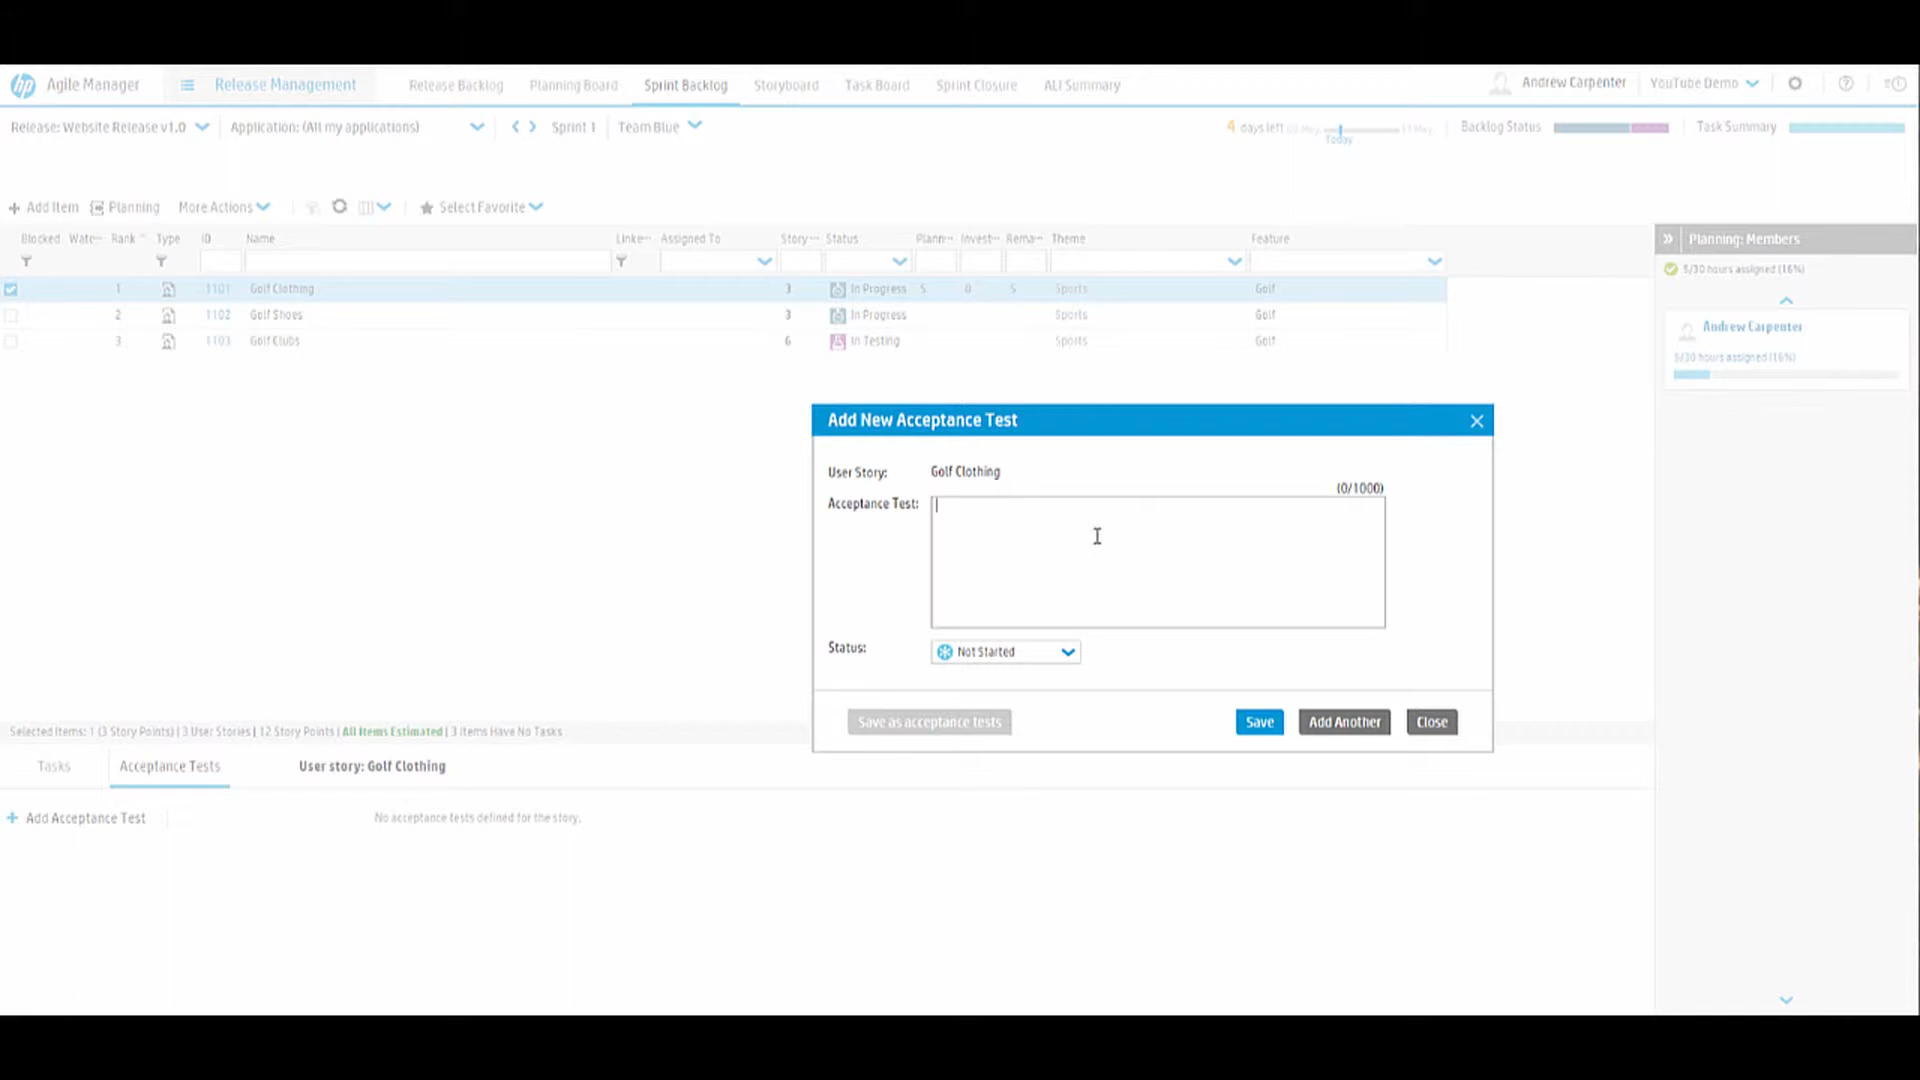 hp Agile Manager Release Management Release Backlog Planning Board Sprint Backlog Storyboard Task Board Sprint Closure ALI Summary Andrew Carpenter YouTube Demo
Release: Website Release v1.0 Application: (All my applications) Sprint 1 Team Blue 4 days left Today Backlog Status Task Summary
Add Item Planning More Actions Select Favorite
Blocked Watc... Rank Type ID Name Linke... Assigned To Story... Status Plann... Invest... Rema... Theme Feature
1 1101 Golf Clothing 3 In Progress 5 0 5 Sports Golf
2 1102 Golf Shoes 3 In Progress Sports Golf
3 1103 Golf Clubs 6 In Testing Sports Golf
Planning: Members
5/30 hours assigned (16%)
Andrew Carpenter
5/30 hours assigned (16%)
Add New Acceptance Test
User Story: Golf Clothing
(0/1000)
Acceptance Test:
Status: Not Started
Save as acceptance tests Save Add Another Close
Selected Items: 1 (3 Story Points) | 3 User Stories | 12 Story Points | All Items Estimated | 3 Items Have No Tasks
Tasks Acceptance Tests User story: Golf Clothing
+ Add Acceptance Test No acceptance tests defined for the story.